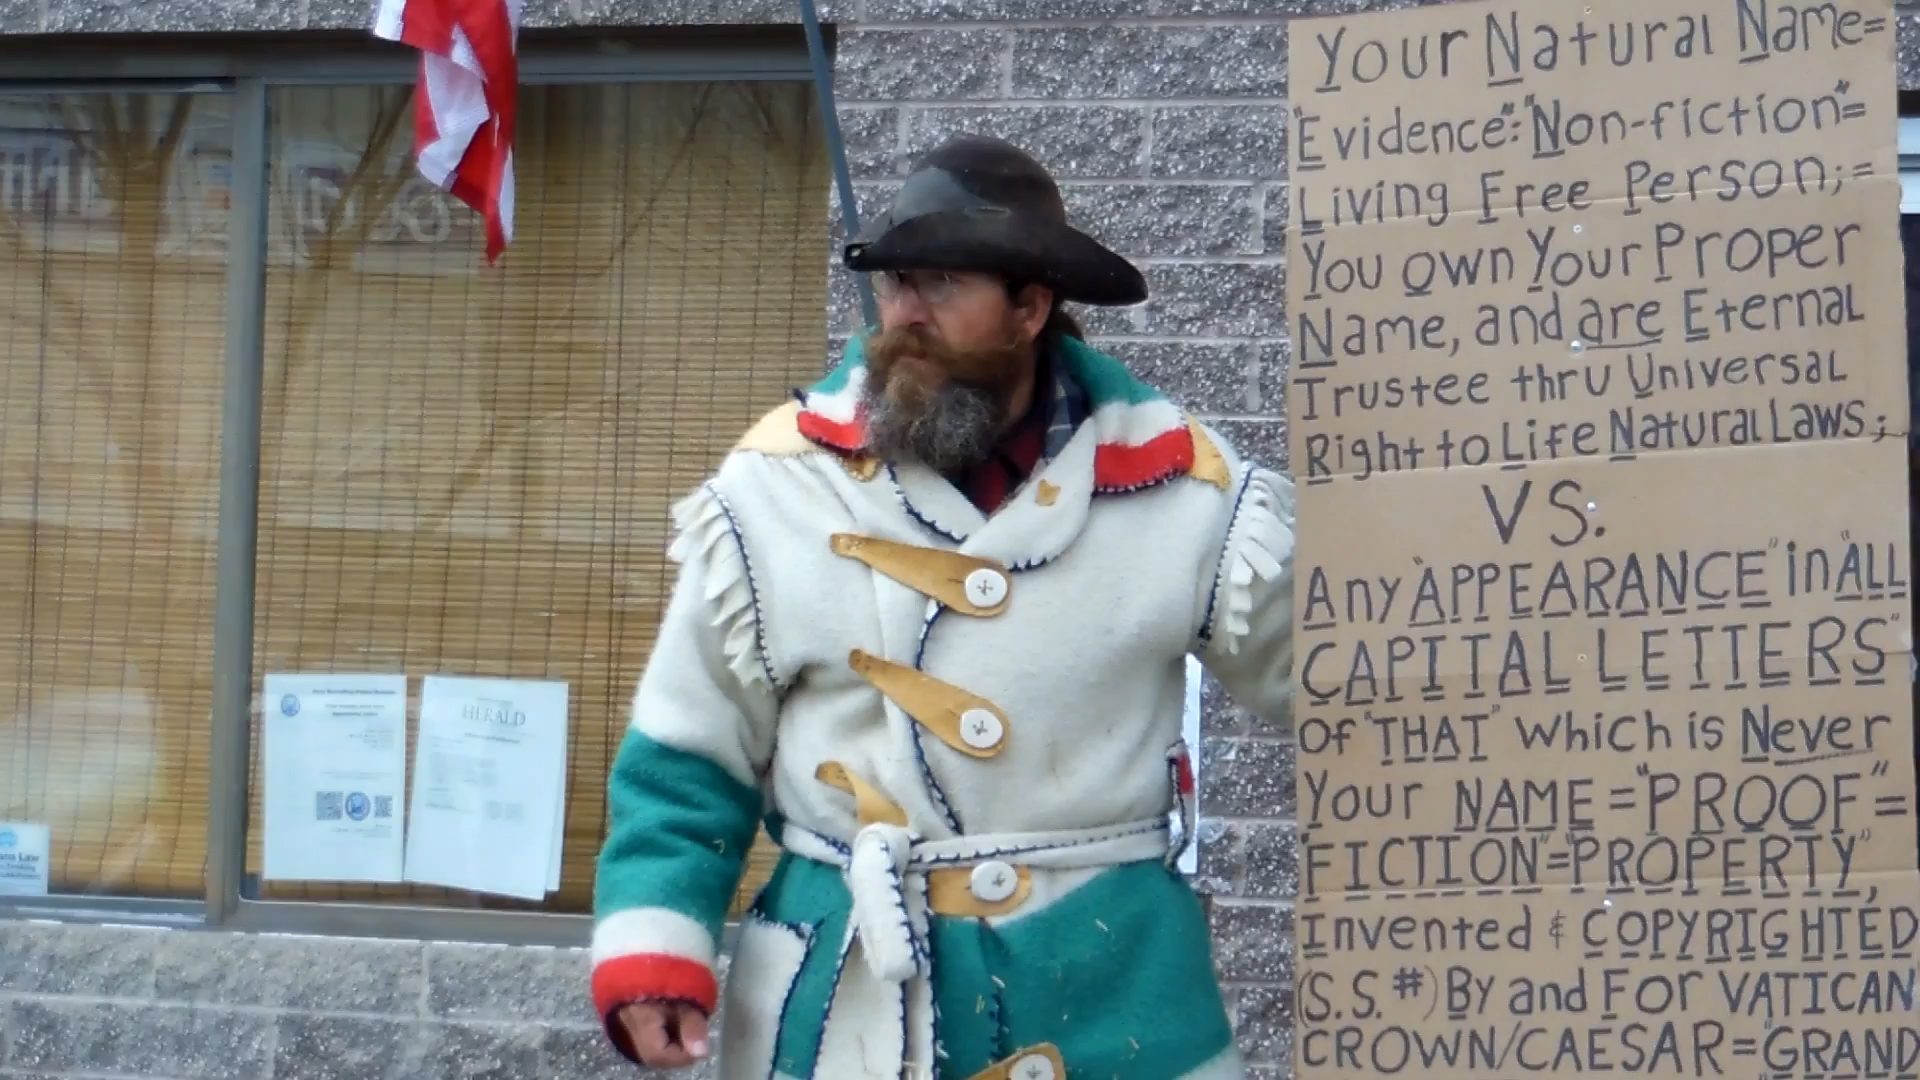 HERALD
Your Natural Name=
"Evidence":"Non-fiction"=
Living Free Person;=
You own Your Proper
Name, and are Eternal
Trustee thru Universal
Right to Life Natural Laws;
VS.
Any "APPEARANCE" in "ALL
CAPITAL LETTERS"
Of "THAT" which is Never
Your NAME="PROOF"=
"FICTION"="PROPERTY",
Invented & COPYRIGHTED
(S.S.#) By and For VATICAN
CROWN/CAESAR="GRAND